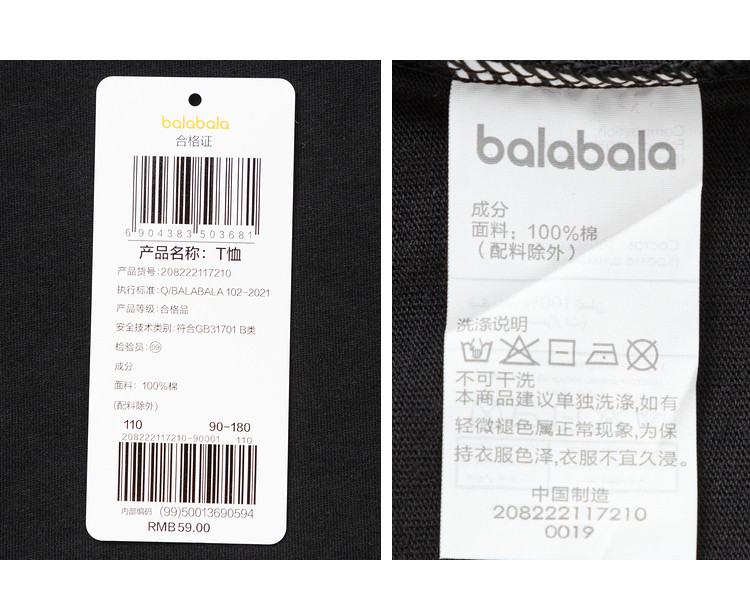 balabala
合格证
6 904383 503681
产品名称：T恤
产品货号：208222117210
执行标准：Q/BALABALA 102-2021
产品等级：合格品
安全技术类别：符合GB31701 B类
检验员：99
成分
面料：100%棉
(配料除外)
110 90-180
208222117210-90001 110
内部编码 (99)50013690594
RMB59.00
balabala
成分
面料：100%棉
（配料除外）
洗涤说明
不可干洗
本商品建议单独洗涤,如有
轻微褪色属正常现象,为保
持衣服色泽,衣服不宜久浸。
中国制造
208222117210
0019